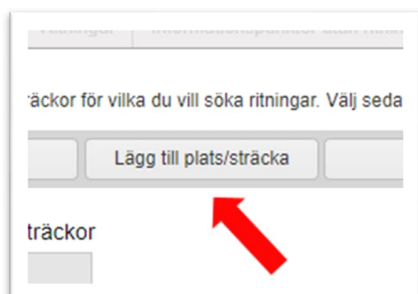 räckor för vilka du vill söka ritningar. Välj seda
Lägg till plats/sträcka
träckor